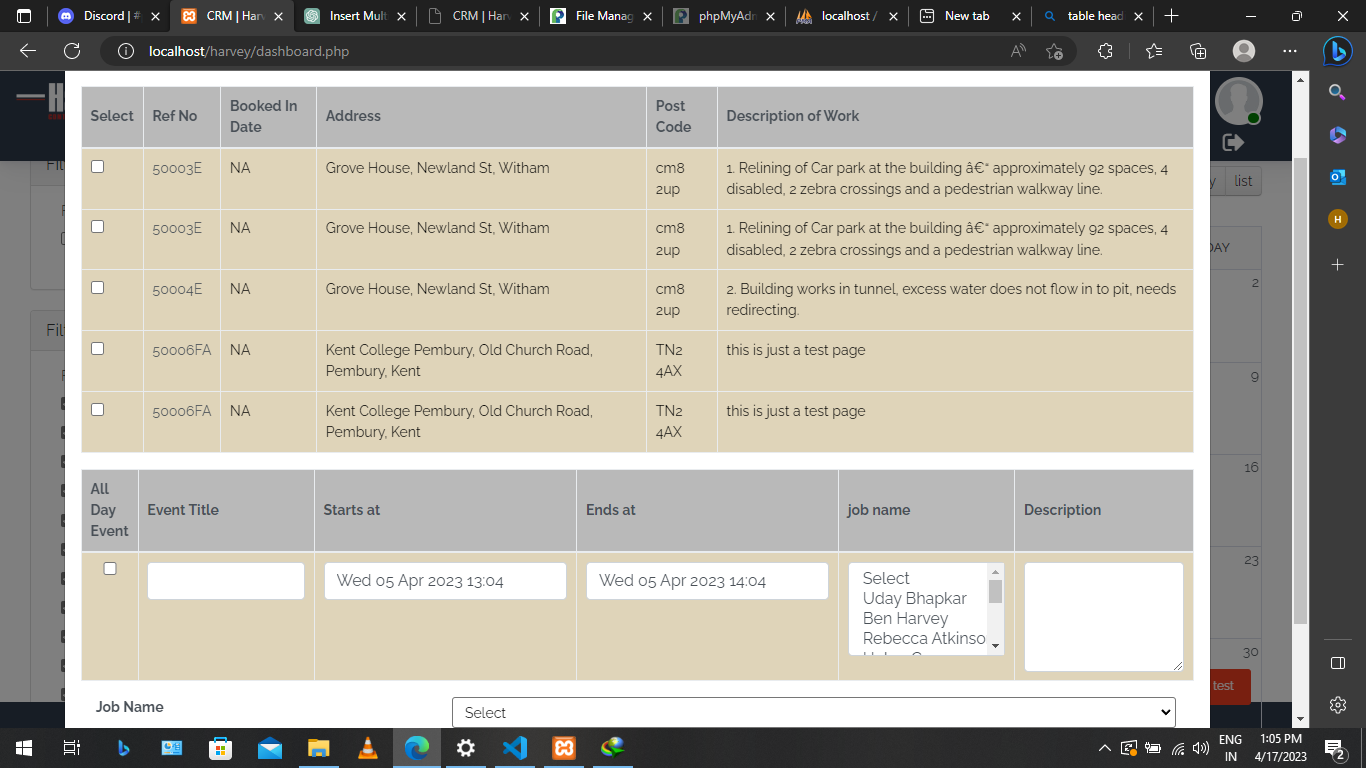 Discord | #
CRM | Har
Insert Mult
CRM | Har
File Manag
phpMyAdr
localhost /
New tab
table head
localhost/harvey/dashboard.php
Select Ref No Booked In Date Address Post Code Description of Work
50003E NA Grove House, Newland St, Witham cm8 2up 1. Relining of Car park at the building â€“ approximately 92 spaces, 4
disabled, 2 zebra crossings and a pedestrian walkway line.
50003E NA Grove House, Newland St, Witham cm8 2up 1. Relining of Car park at the building â€“ approximately 92 spaces, 4
disabled, 2 zebra crossings and a pedestrian walkway line.
50004E NA Grove House, Newland St, Witham cm8 2up 2. Building works in tunnel, excess water does not flow in to pit, needs
redirecting.
50006FA NA Kent College Pembury, Old Church Road,
Pembury, Kent TN2 4AX this is just a test page
50006FA NA Kent College Pembury, Old Church Road,
Pembury, Kent TN2 4AX this is just a test page
All Day Event Event Title Starts at Ends at job name Description
Wed 05 Apr 2023 13:04 Wed 05 Apr 2023 14:04 Select
Uday Bhapkar
Ben Harvey
Rebecca Atkinso
Job Name Select
list
DAY
2
9
16
23
30
test
H
ENG
IN
1:05 PM
4/17/2023
2